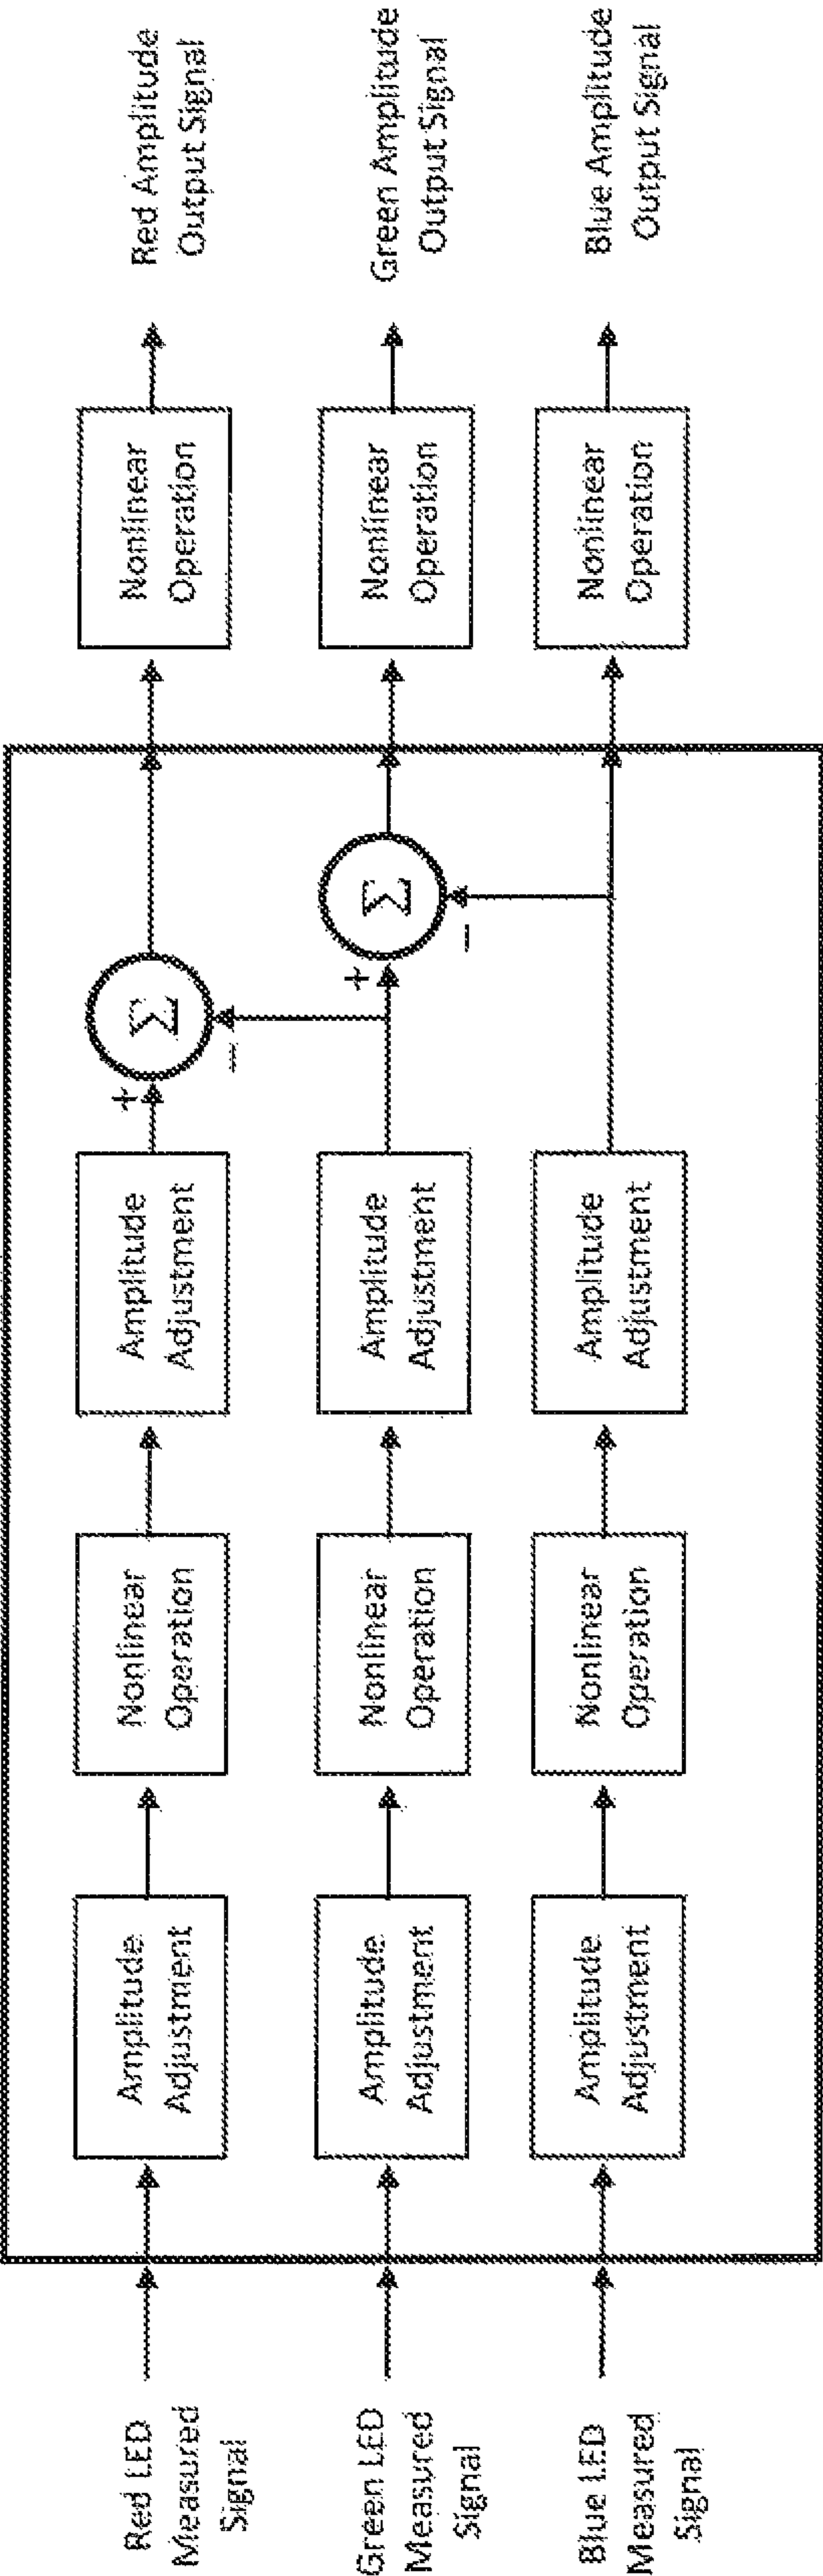 Red LED
Measured
Signal
Amplitude
Adjustment
Nonlinear
Operation
Amplitude
Adjustment
+
−
Σ
Nonlinear
Operation
Red Amplitude
Output Signal
Green LED
Measured
Signal
Amplitude
Adjustment
Nonlinear
Operation
Amplitude
Adjustment
+
−
Σ
Nonlinear
Operation
Green Amplitude
Output Signal
Blue LED
Measured
Signal
Amplitude
Adjustment
Nonlinear
Operation
Amplitude
Adjustment
Nonlinear
Operation
Blue Amplitude
Output Signal